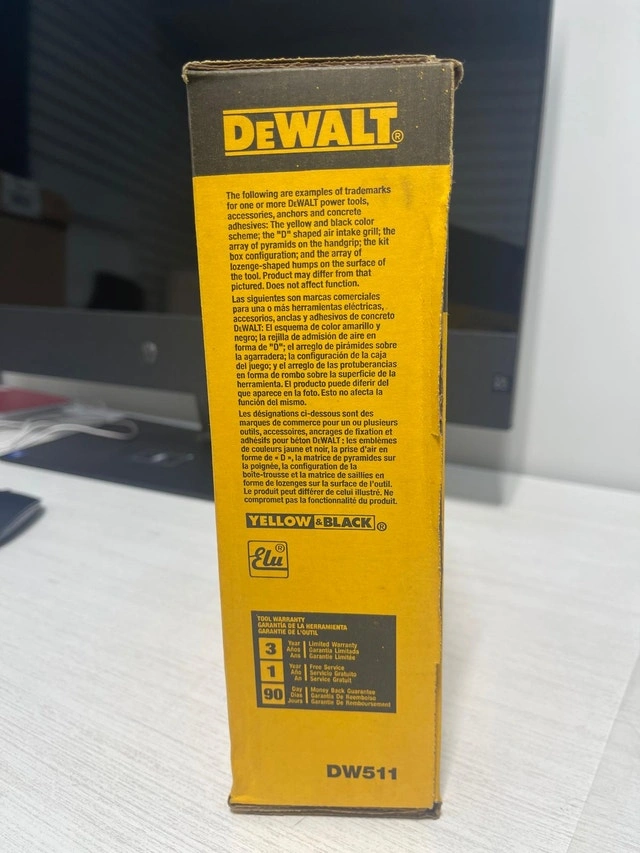 DEWALT®
The following are examples of trademarks
for one or more DEWALT power tools,
accessories, anchors and concrete
adhesives: The yellow and black color
scheme; the "D" shaped air intake grill; the
array of pyramids on the handgrip; the kit
box configuration; and the array of
lozenge-shaped humps on the surface of
the tool. Product may differ from that
pictured. Does not affect function.
Las siguientes son marcas comerciales
para una o más herramientas eléctricas,
accesorios, anclas y adhesivos de concreto
DEWALT: El esquema de color amarillo y
negro; la rejilla de admisión de aire en
forma de "D"; el arreglo de pirámides sobre
la agarradera; la configuración de la caja
del juego; y el arreglo de las protuberancias
en forma de rombo sobre la superficie de la
herramienta. El producto puede diferir del
que aparece en la foto. Esto no afecta la
función del mismo.
Les désignations ci-dessous sont des
marques de commerce pour un ou plusieurs
outils, accessoires, ancrages de fixation et
adhésifs pour béton DEWALT : les emblèmes
de couleurs jaune et noir, la prise d'air en
forme de « D », la matrice de pyramides sur
la poignée, la configuration de la
boîte-trousse et la matrice de saillies en
forme de lozenges sur la surface de l'outil.
Le produit peut différer de celui illustré. Ne
compromet pas la fonctionnalité du produit.
YELLOW & BLACK ®
Elu®
TOOL WARRANTY
GARANTÍA DE LA HERRAMIENTA
GARANTIE DE L'OUTIL
3 Year Limited Warranty
Años Garantía Limitada
Ans Garantie Limitée
1 Year Free Service
Año Servicio Gratuito
An Service Gratuit
90 Day Money Back Guarantee
Días Garantía De Reembolso
Jours Garantie De Remboursement
DW511